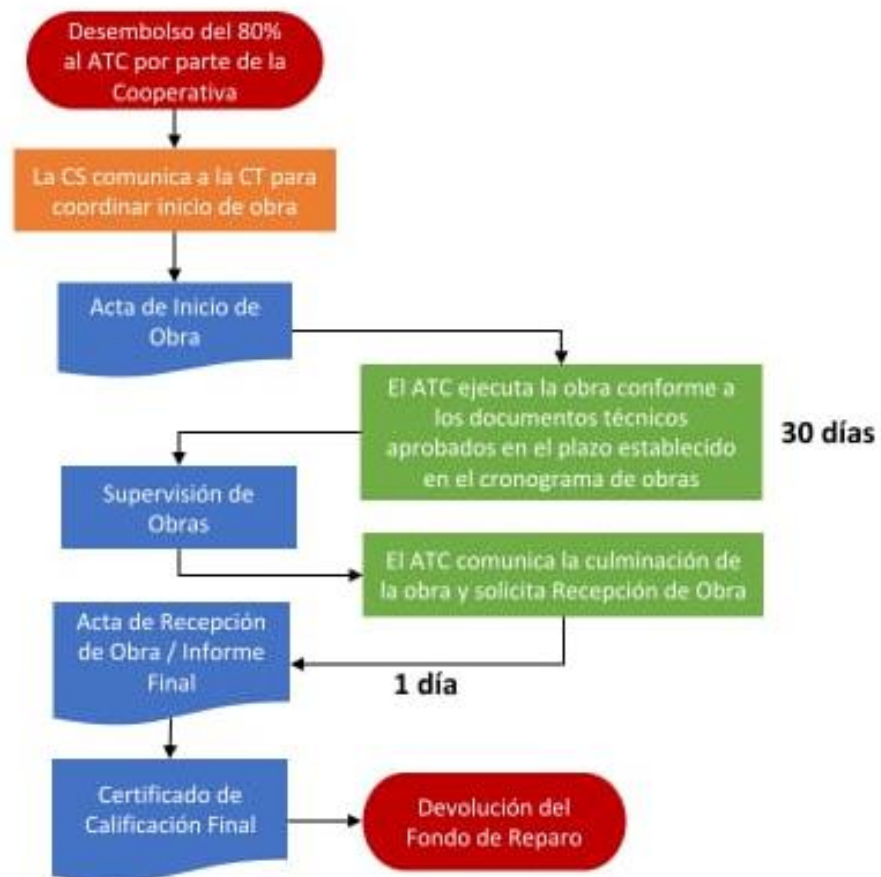 Desembolso del 80%
al ATC por parte de la
Cooperativa
La CS comunica a la CT para
coordinar inicio de obra
Acta de Inicio de
Obra
El ATC ejecuta la obra conforme a
los documentos técnicos
aprobados en el plazo establecido
en el cronograma de obras
30 días
Supervisión de
Obras
El ATC comunica la culminación de
la obra y solicita Recepción de Obra
Acta de Recepción
de Obra / Informe
Final
1 día
Certificado de
Calificación Final
Devolución del
Fondo de Reparo